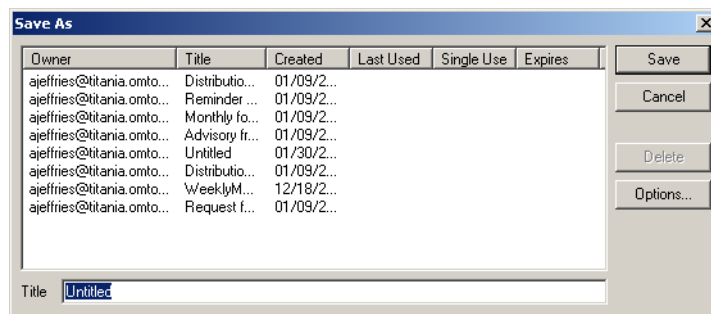 Save As
Owner Title Created Last Used Single Use Expires Save
ajeffries@titania.omto... Distributio... 01/09/2...
ajeffries@titania.omto... Reminder ... 01/09/2... Cancel
ajeffries@titania.omto... Monthly fo... 01/09/2...
ajeffries@titania.omto... Advisory fr... 01/09/2...
ajeffries@titania.omto... Untitled 01/30/2... Delete
ajeffries@titania.omto... Distributio... 01/09/2...
ajeffries@titania.omto... WeeklyM... 12/18/2... Options...
ajeffries@titania.omto... Request f... 01/09/2...
Title Untitled